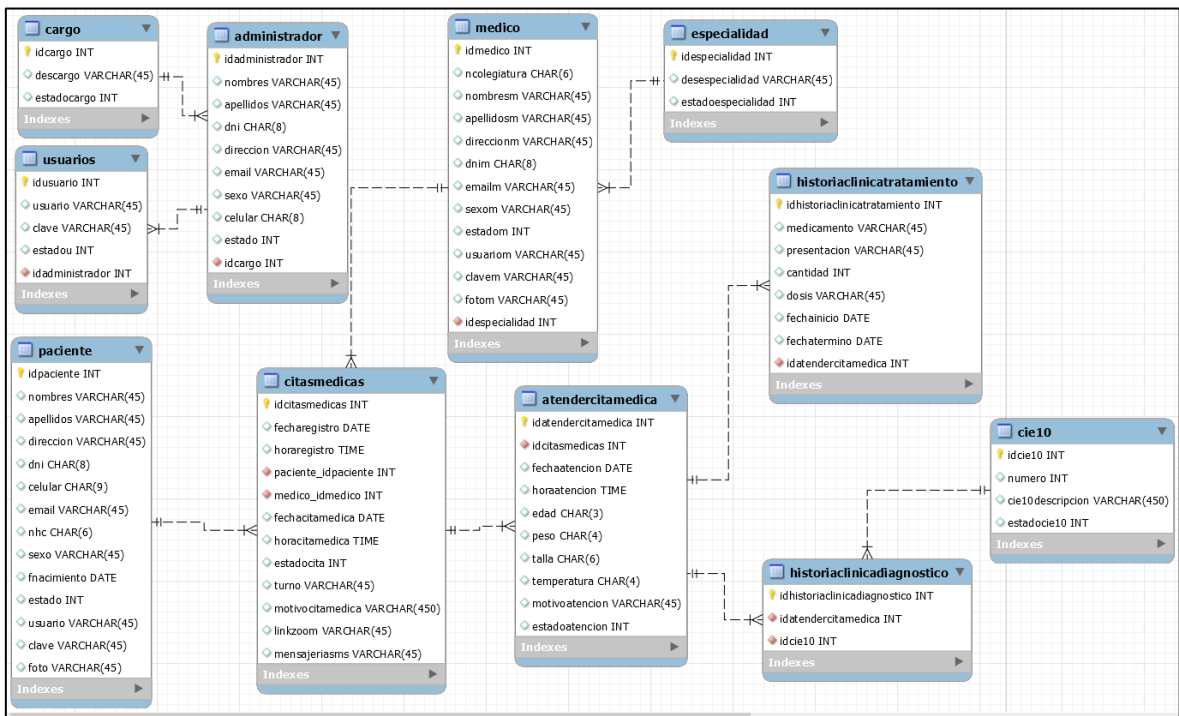 cargo
idcargo INT
descargo VARCHAR(45)
estadocargo INT
Indexes
usuarios
idusuario INT
usuario VARCHAR(45)
clave VARCHAR(45)
estadou INT
idadministrador INT
Indexes
administrador
idadministrador INT
nombres VARCHAR(45)
apellidos VARCHAR(45)
dni CHAR(8)
direccion VARCHAR(45)
email VARCHAR(45)
sexo VARCHAR(45)
celular CHAR(8)
estado INT
idcargo INT
Indexes
medico
idmedico INT
ncolegiatura CHAR(6)
nombresm VARCHAR(45)
apellidosm VARCHAR(45)
direccionm VARCHAR(45)
dnim CHAR(8)
emailm VARCHAR(45)
sexom VARCHAR(45)
estadom INT
usuariom VARCHAR(45)
clavem VARCHAR(45)
fotom VARCHAR(45)
idespecialidad INT
Indexes
especialidad
idespecialidad INT
desespecialidad VARCHAR(45)
estadoespecialidad INT
Indexes
historiaclinicatratamiento
idhistoriaclinicatratamiento INT
medicamento VARCHAR(45)
presentacion VARCHAR(45)
cantidad INT
dosis VARCHAR(45)
fechainicio DATE
fechatermino DATE
idatendercitamedica INT
Indexes
paciente
idpaciente INT
nombres VARCHAR(45)
apellidos VARCHAR(45)
direccion VARCHAR(45)
dni CHAR(8)
celular CHAR(9)
email VARCHAR(45)
nhc CHAR(6)
sexo VARCHAR(45)
fnacimiento DATE
estado INT
usuario VARCHAR(45)
clave VARCHAR(45)
foto VARCHAR(45)
Indexes
citasmedicas
idcitasmedicas INT
fecharegistro DATE
horaregistro TIME
paciente_idpaciente INT
medico_idmedico INT
fechacitamedica DATE
horacitamedica TIME
estadocita INT
turno VARCHAR(45)
motivocitamedica VARCHAR(450)
linkzoom VARCHAR(45)
mensajeriasms VARCHAR(45)
Indexes
atendercitamedica
idatendercitamedica INT
idcitasmedicas INT
fechaatencion DATE
horaatencion TIME
edad CHAR(3)
peso CHAR(4)
talla CHAR(6)
temperatura CHAR(4)
motivoatencion VARCHAR(45)
estadoatencion INT
Indexes
cie10
idcie10 INT
numero INT
cie10descripcion VARCHAR(450)
estadocie10 INT
Indexes
historiaclinicadiagnostico
idhistoriaclinicadiagnostico INT
idatendercitamedica INT
idcie10 INT
Indexes